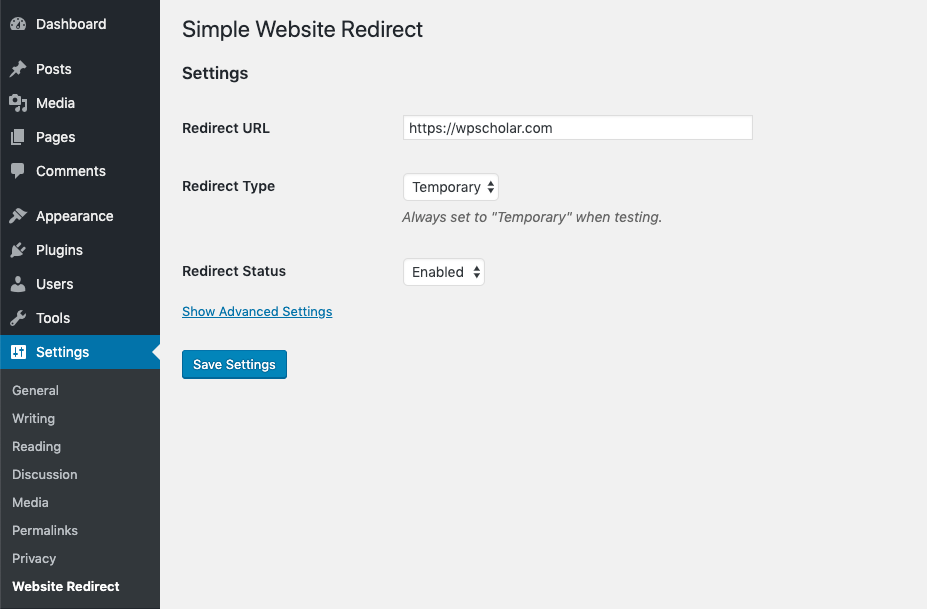 Dashboard
Posts
Media
Pages
Comments
Appearance
Plugins
Users
Tools
Settings
General
Writing
Reading
Discussion
Media
Permalinks
Privacy
Website Redirect
Simple Website Redirect
Settings
Redirect URL
https://wpscholar.com
Redirect Type
Temporary
Always set to "Temporary" when testing.
Redirect Status
Enabled
Show Advanced Settings
Save Settings